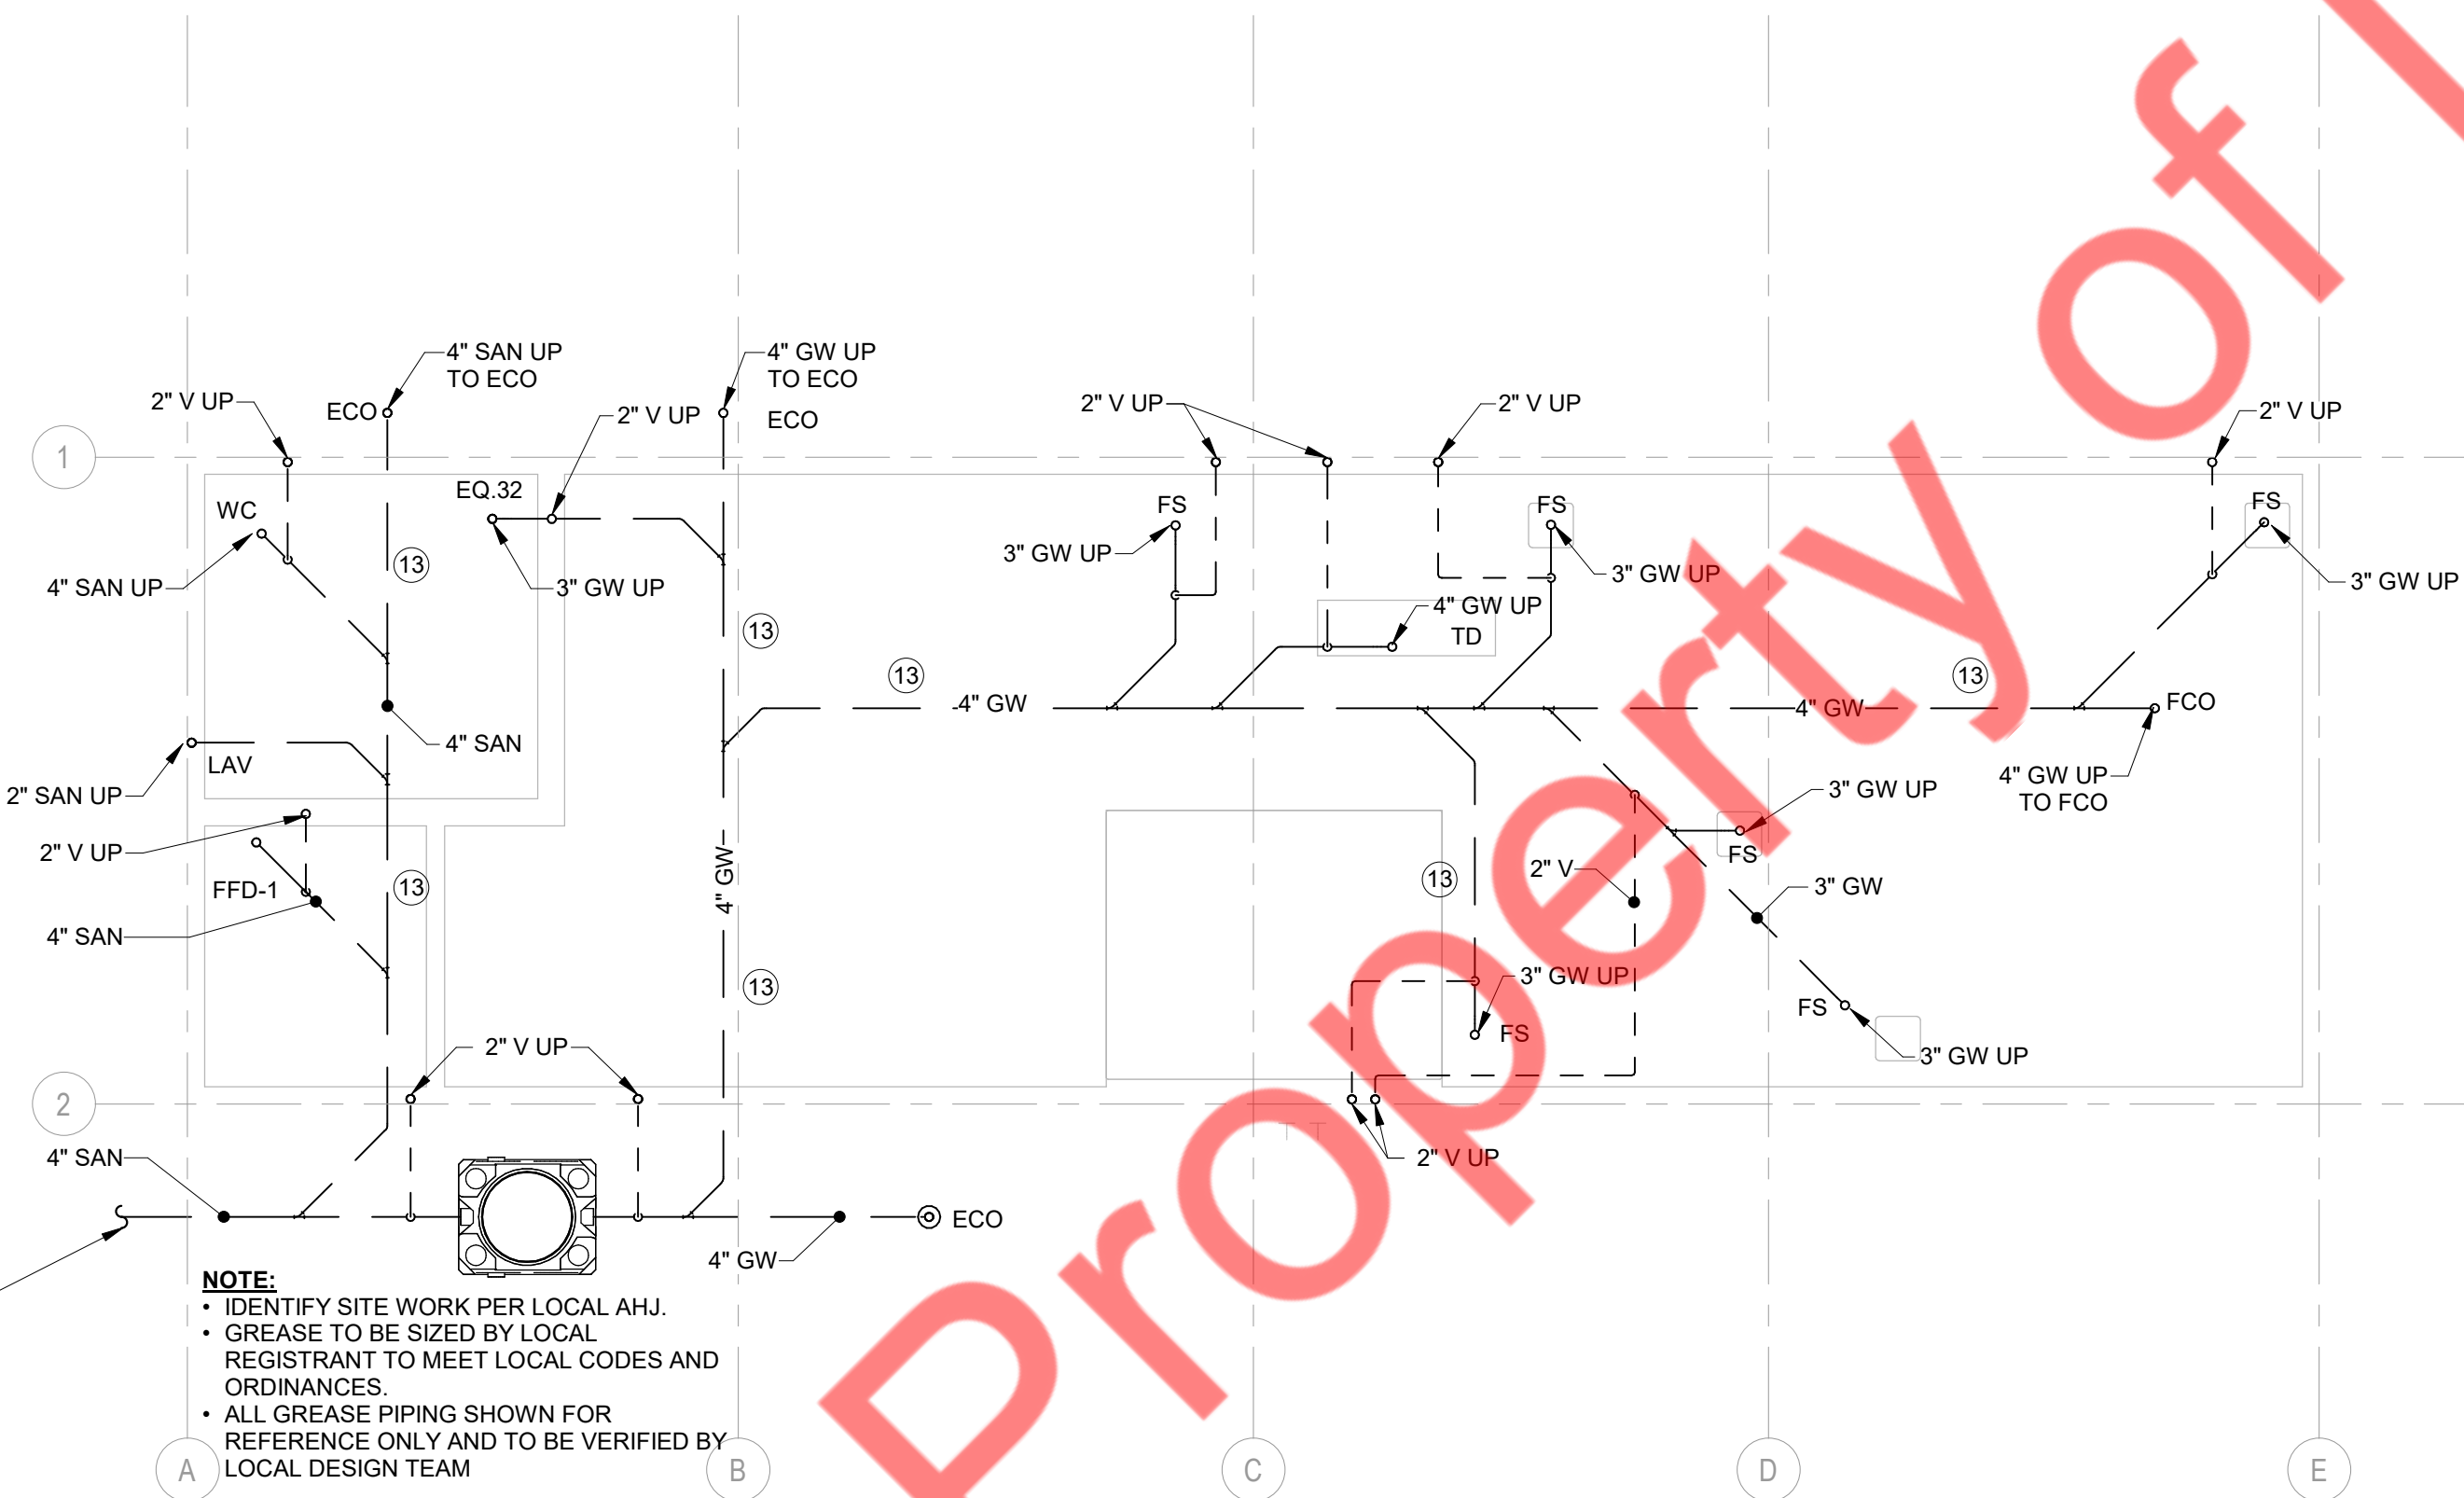 4" SAN UP
TO ECO
4" GW UP
TO ECO
2" V UP
ECO
2" V UP
ECO
2" V UP
2" V UP
2" V UP
1
WC
EQ.32
FS
FS
FS
4" SAN UP
13
3" GW UP
3" GW UP
3" GW UP
3" GW UP
13
4" GW UP
TD
13
13
4" GW
4" GW
FCO
4" SAN
LAV
2" SAN UP
4" GW UP
TO FCO
3" GW UP
2" V UP
FS
FFD-1
13
4" GW
13
2" V
3" GW
4" SAN
13
3" GW UP
FS
FS
2" V UP
3" GW UP
2
4" SAN
2" V UP
ECO
4" GW
NOTE:
• IDENTIFY SITE WORK PER LOCAL AHJ.
• GREASE TO BE SIZED BY LOCAL
REGISTRANT TO MEET LOCAL CODES AND
ORDINANCES.
• ALL GREASE PIPING SHOWN FOR
REFERENCE ONLY AND TO BE VERIFIED BY
LOCAL DESIGN TEAM
A
B
C
D
E
Property of